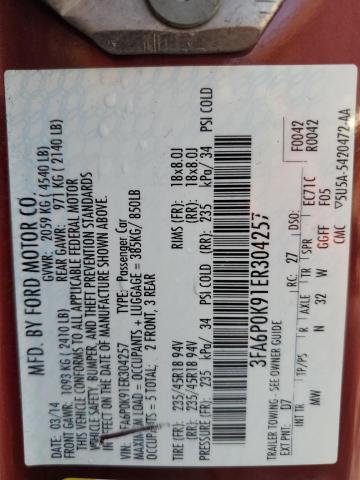 MFD. BY FORD MOTOR CO.
DATE: 03/14 GVWR: 2059 KG ( 4540 LB)
FRONT GAWR: 1093 KG ( 2410 LB) REAR GAWR: 971 KG ( 2140 LB)
THIS VEHICLE CONFORMS TO ALL APPLICABLE FEDERAL MOTOR
VEHICLE SAFETY, BUMPER, AND THEFT PREVENTION STANDARDS
IN EFFECT ON THE DATE OF MANUFACTURE SHOWN ABOVE.
VIN: 3FA6P0K91ER304257 TYPE: Passenger Car
MAXIMUM LOAD = OCCUPANTS + LUGGAGE = 385KG/ 850LB
OCCUPANTS = 5 TOTAL: 2 FRONT, 3 REAR
TIRE (FR): 235/45R18 94V RIMS (FR): 18x8.0J
TIRE (RR): 235/45R18 94V (RR): 18x8.0J
PRESSURE (FR): 235 kPa/ 34 PSI COLD
(RR): 235 kPa/ 34 PSI COLD
3FA6P0K91ER304257
TRAILER TOWING - SEE OWNER GUIDE F0042
EXT PNT: D7 RC: 27 DSO: R0042
INT TP/PS R AXLE TR SPR EC71C
MW N 32 W GGFF F05
CMC 5U5A-5420472-AA